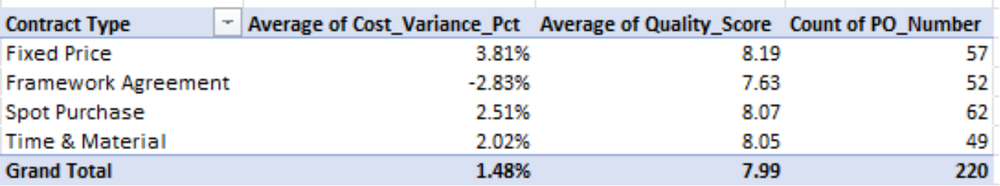 Contract Type Average of Cost_Variance_Pct Average of Quality_Score Count of PO_Number
Fixed Price 3.81% 8.19 57
Framework Agreement -2.83% 7.63 52
Spot Purchase 2.51% 8.07 62
Time & Material 2.02% 8.05 49
Grand Total 1.48% 7.99 220